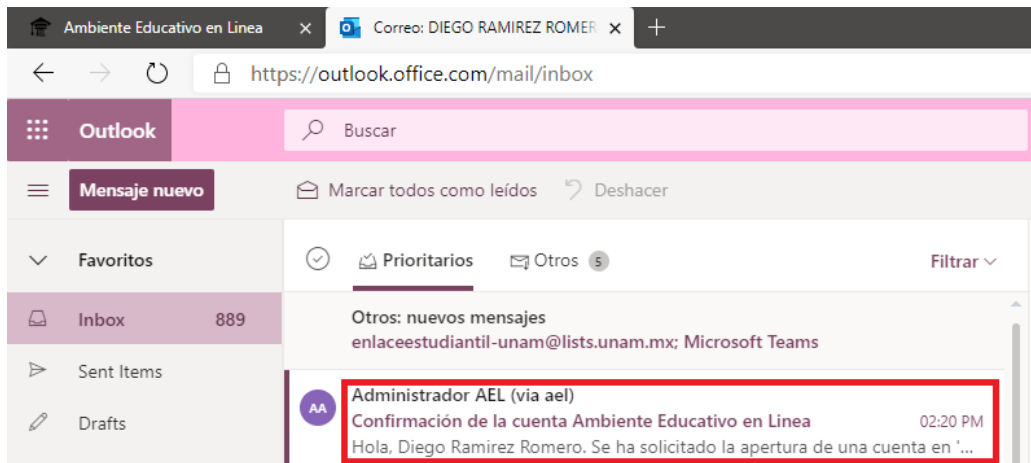 Ambiente Educativo en Linea
Correo: DIEGO RAMIREZ ROMER
https://outlook.office.com/mail/inbox
Outlook
Buscar
Mensaje nuevo
Marcar todos como leídos
Deshacer
Favoritos
Prioritarios
Otros 5
Filtrar
Inbox 889
Otros: nuevos mensajes
enlaceestudiantil-unam@lists.unam.mx; Microsoft Teams
Sent Items
AA
Administrador AEL (via ael)
Confirmación de la cuenta Ambiente Educativo en Linea 02:20 PM
Hola, Diego Ramirez Romero. Se ha solicitado la apertura de una cuenta en '...
Drafts